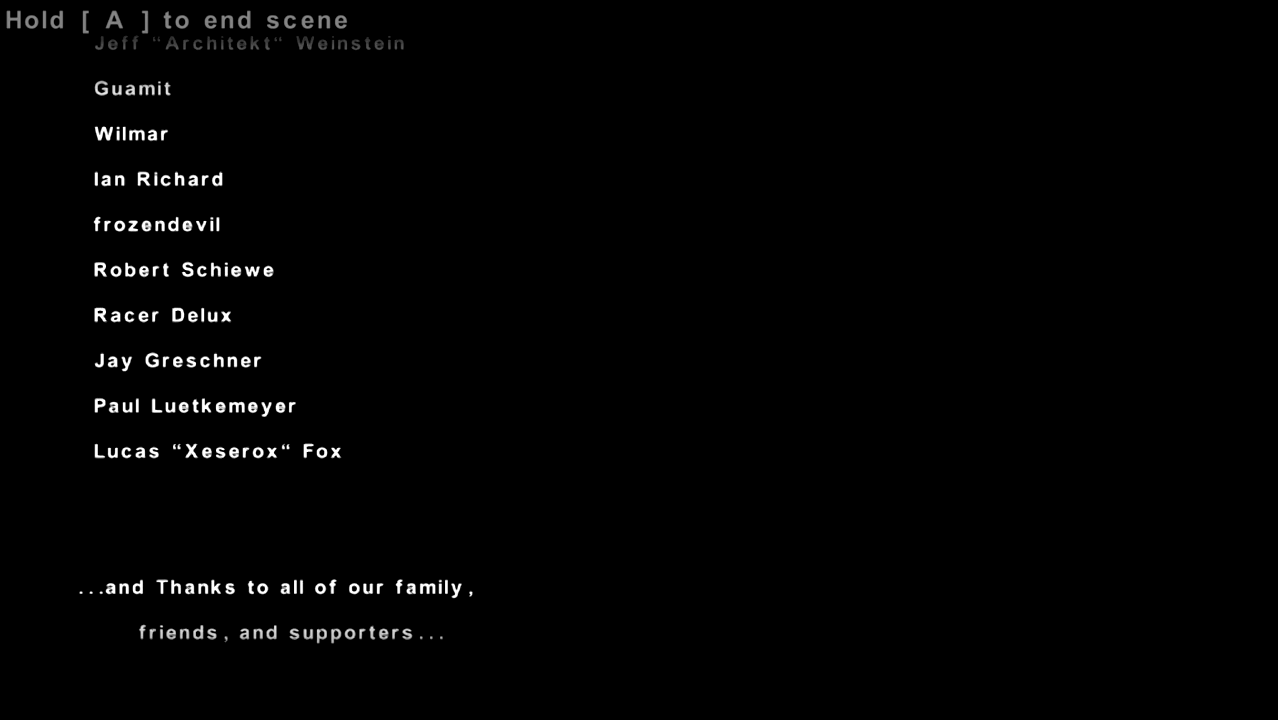 Hold [ A ] to end scene
Jeff “Architekt“ Weinstein
Guamit
Wilmar
Ian Richard
frozendevil
Robert Schiewe
Racer Delux
Jay Greschner
Paul Luetkemeyer
Lucas “Xeserox“ Fox
...and Thanks to all of our family,
friends, and supporters...